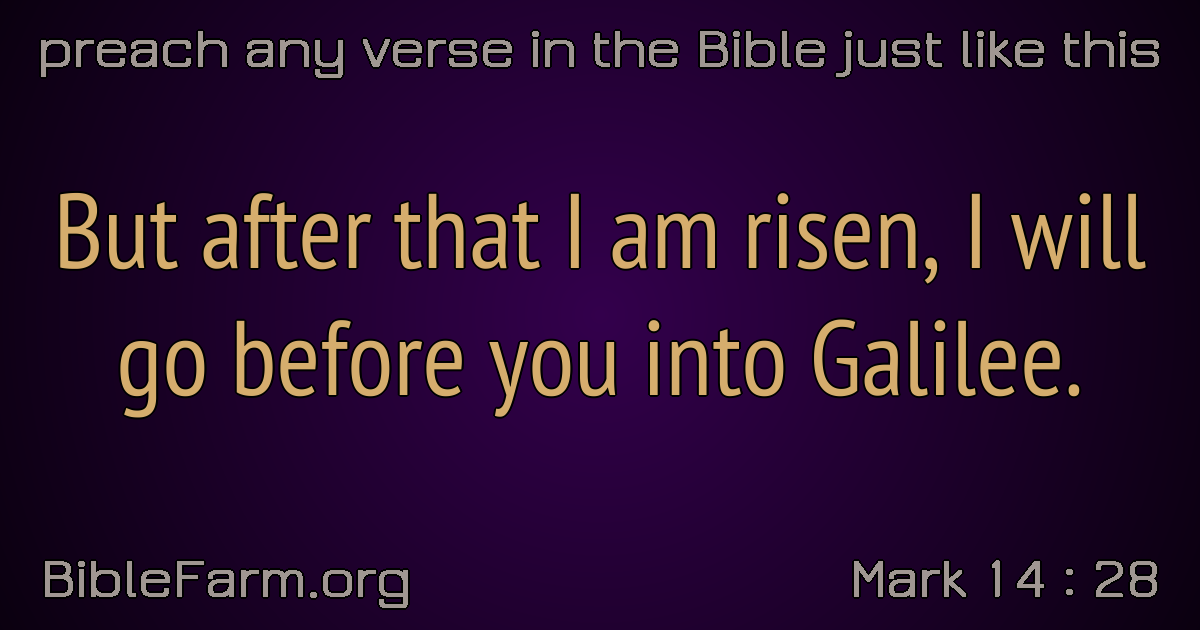 preach any verse in the Bible just like this
But after that I am risen, I will
go before you into Galilee.
BibleFarm.org
Mark 14 : 28